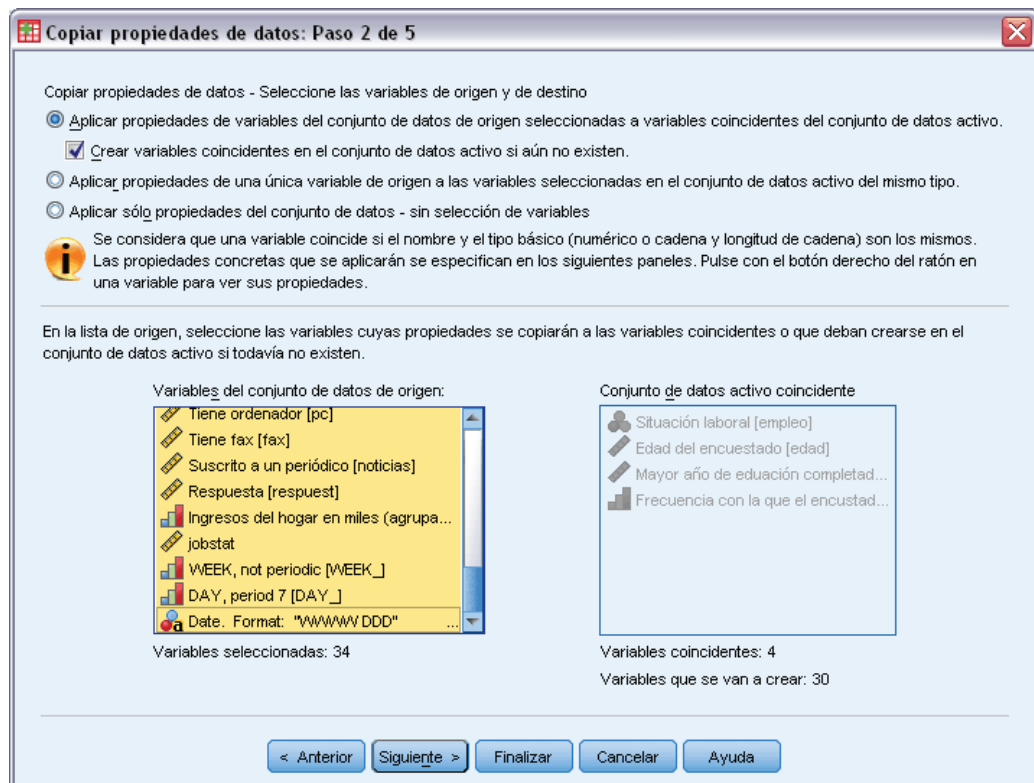 Copiar propiedades de datos: Paso 2 de 5
Copiar propiedades de datos - Seleccione las variables de origen y de destino
Aplicar propiedades de variables del conjunto de datos de origen seleccionadas a variables coincidentes del conjunto de datos activo.
Crear variables coincidentes en el conjunto de datos activo si aún no existen.
Aplicar propiedades de una única variable de origen a las variables seleccionadas en el conjunto de datos activo del mismo tipo.
Aplicar sólo propiedades del conjunto de datos - sin selección de variables
Se considera que una variable coincide si el nombre y el tipo básico (numérico o cadena y longitud de cadena) son los mismos.
Las propiedades concretas que se aplicarán se especifican en los siguientes paneles. Pulse con el botón derecho del ratón en
una variable para ver sus propiedades.
En la lista de origen, seleccione las variables cuyas propiedades se copiarán a las variables coincidentes o que deban crearse en el
conjunto de datos activo si todavía no existen.
Variables del conjunto de datos de origen:
Tiene ordenador [pc]
Tiene fax [fax]
Suscrito a un periódico [noticias]
Respuesta [respuest]
Ingresos del hogar en miles (agrupa...
jobstat
WEEK, not periodic [WEEK_]
DAY, period 7 [DAY_]
Date. Format: "WWWWW DDD" ...
Variables seleccionadas: 34
Conjunto de datos activo coincidente
Situación laboral [empleo]
Edad del encuestado [edad]
Mayor año de eduación completad...
Frecuencia con la que el encustad...
Variables coincidentes: 4
Variables que se van a crear: 30
< Anterior
Siguiente >
Finalizar
Cancelar
Ayuda